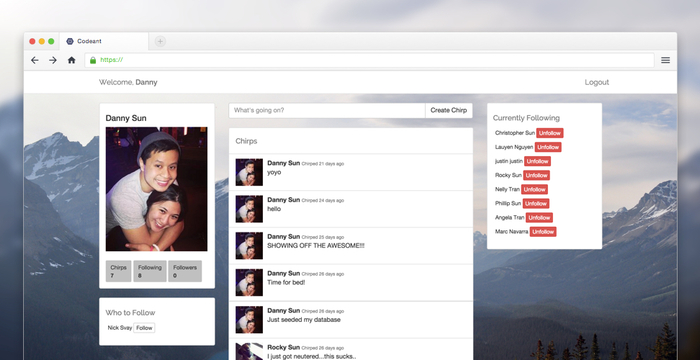 Codeant
https://
Welcome, Danny
Logout
Danny Sun
Chirps
7
Following
8
Followers
0
Who to Follow
Nick Svay Follow
What's going on?
Create Chirp
Chirps
Danny Sun Chirped 21 days ago
yoyo
Danny Sun Chirped 24 days ago
hello
Danny Sun Chirped 25 days ago
SHOWING OFF THE AWESOME!!!
Danny Sun Chirped 26 days ago
Time for bed!
Danny Sun Chirped 26 days ago
Just seeded my database
Rocky Sun Chirped 26 days ago
I just got neutered...this sucks..
Currently Following
Christopher Sun Unfollow
Lauyen Nguyen Unfollow
justin justin Unfollow
Rocky Sun Unfollow
Nelly Tran Unfollow
Phillip Sun Unfollow
Angela Tran Unfollow
Marc Navarra Unfollow